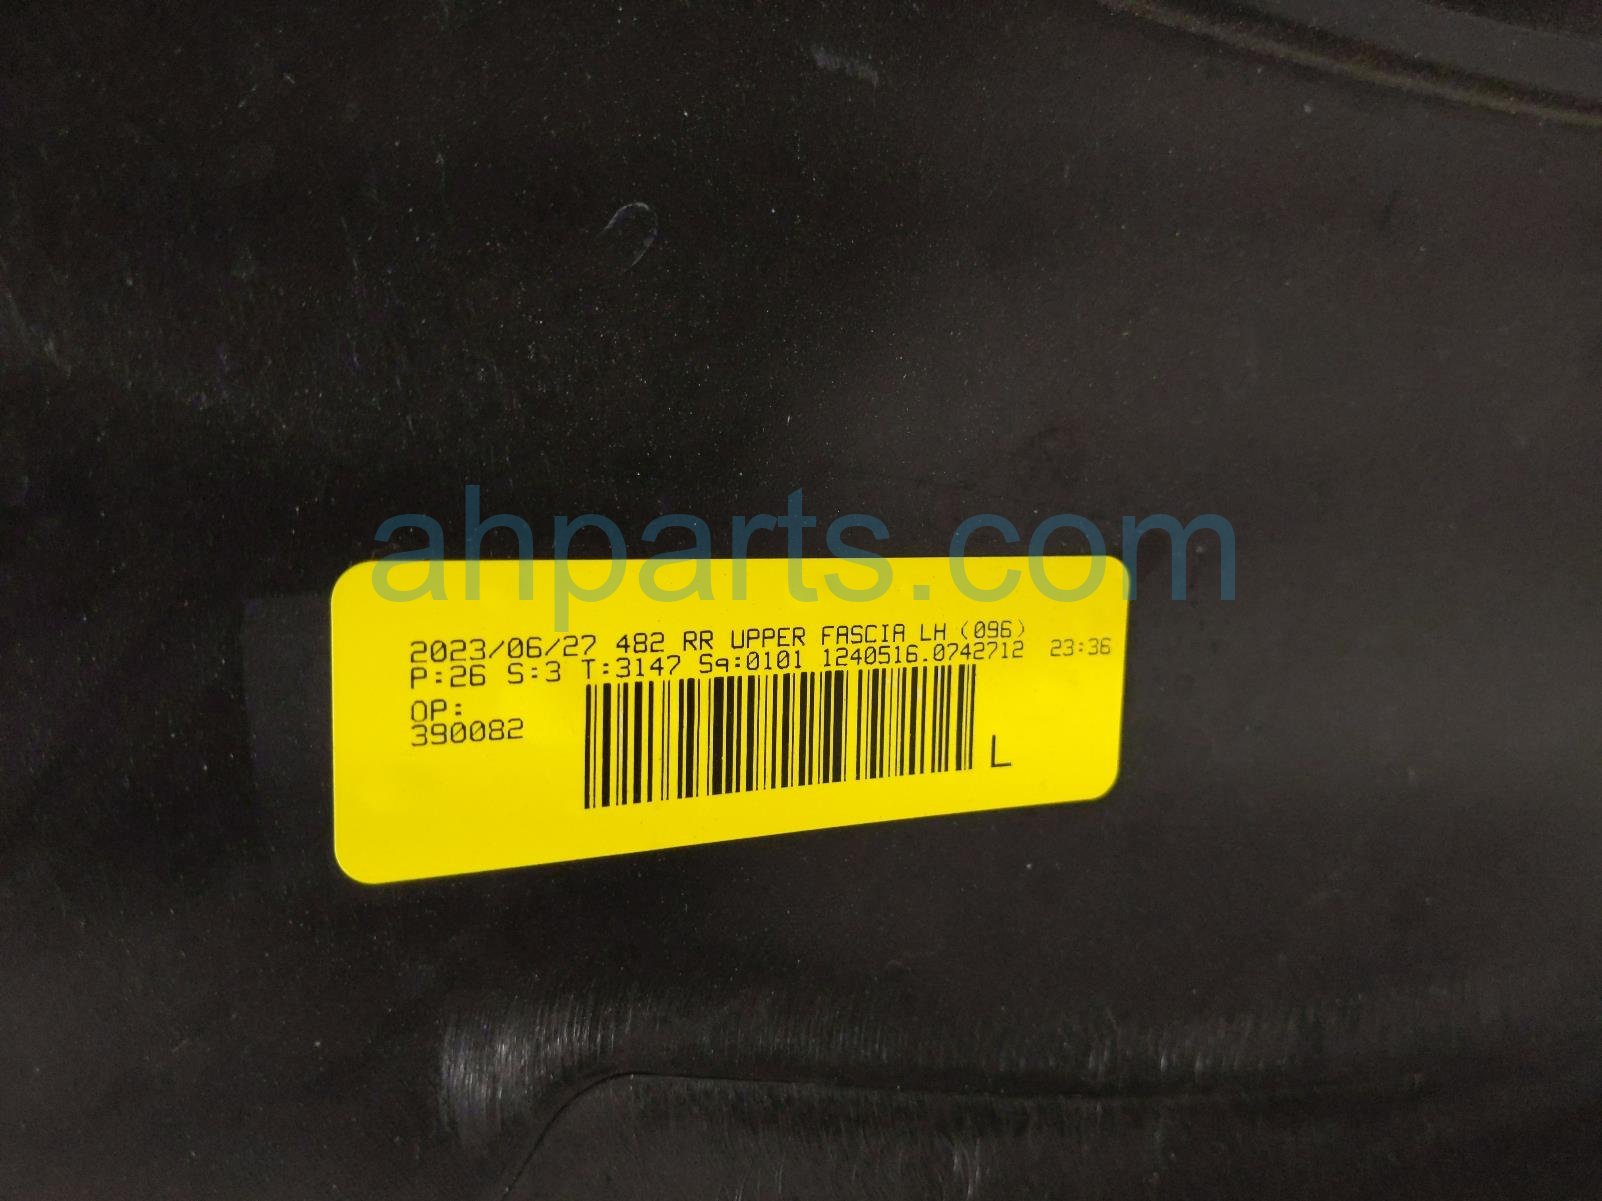 ahparts.com
2023/06/27 482 RR UPPER FASCIA LH (096)
P:26 S:3 T:3147 Sq:0101 1240516.0742712 23:36
OP:
390082
L